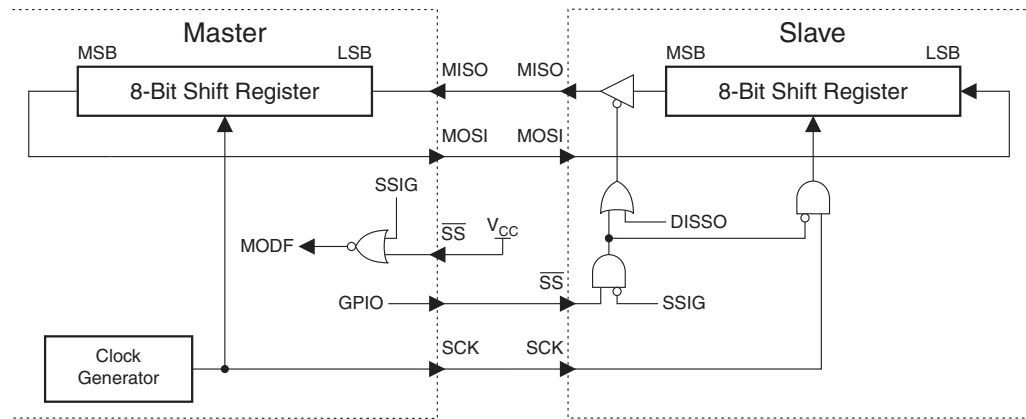 Master
Slave
MSB
LSB
MISO
MISO
MSB
LSB
8-Bit Shift Register
8-Bit Shift Register
MOSI
MOSI
SSIG
SS
VCC
DISSO
MODF
SS
GPIO
SSIG
SCK
SCK
Clock
Generator